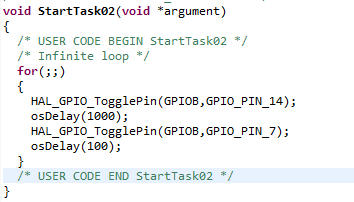 void StartTask02(void *argument)
{
  /* USER CODE BEGIN StartTask02 */
  /* Infinite loop */
  for(;;)
  {
    HAL_GPIO_TogglePin(GPIOB,GPIO_PIN_14);
    osDelay(1000);
    HAL_GPIO_TogglePin(GPIOB,GPIO_PIN_7);
    osDelay(100);
  }
  /* USER CODE END StartTask02 */
}